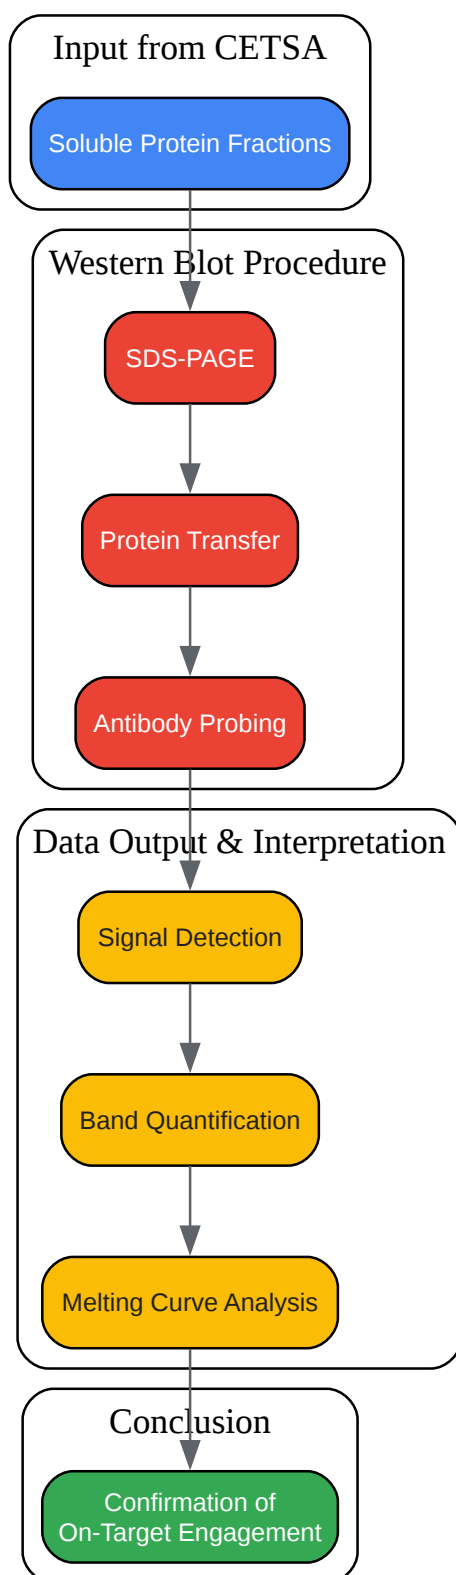 Input from CETSA
Soluble Protein Fractions
Western Blot Procedure
SDS-PAGE
Protein Transfer
Antibody Probing
Data Output & Interpretation
Signal Detection
Band Quantification
Melting Curve Analysis
Conclusion
Confirmation of
On-Target Engagement